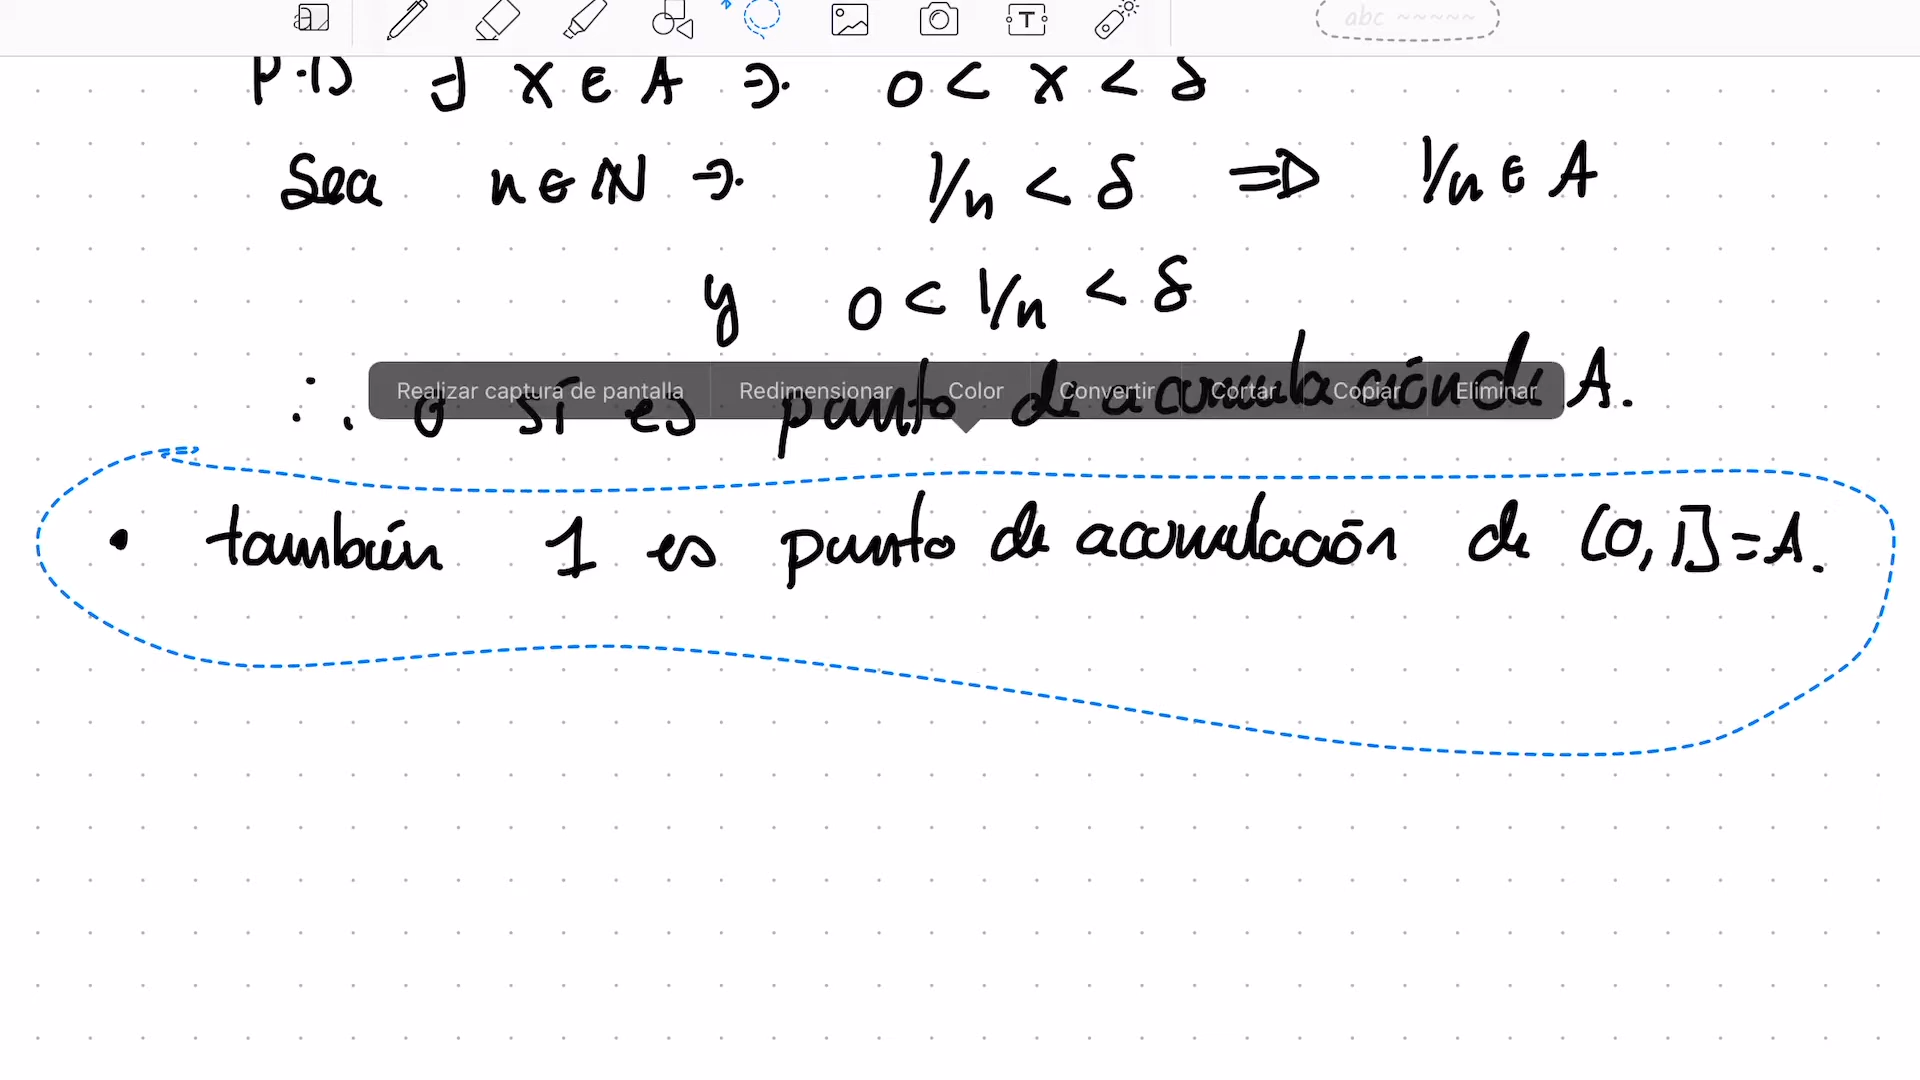 abc
P.D ∃ x ∈ A ∋. 0 < x < δ
Sea n ∈ ℕ ∋. 1/n < δ ⇒ 1/n ∈ A
y 0 < 1/n < δ
∴ 0 sí es punto de acumulación de A.
Realizar captura de pantalla Redimensionar Color Convertir Cortar Copiar Eliminar
• también 1 es punto de acumulación de (0,1]=A.